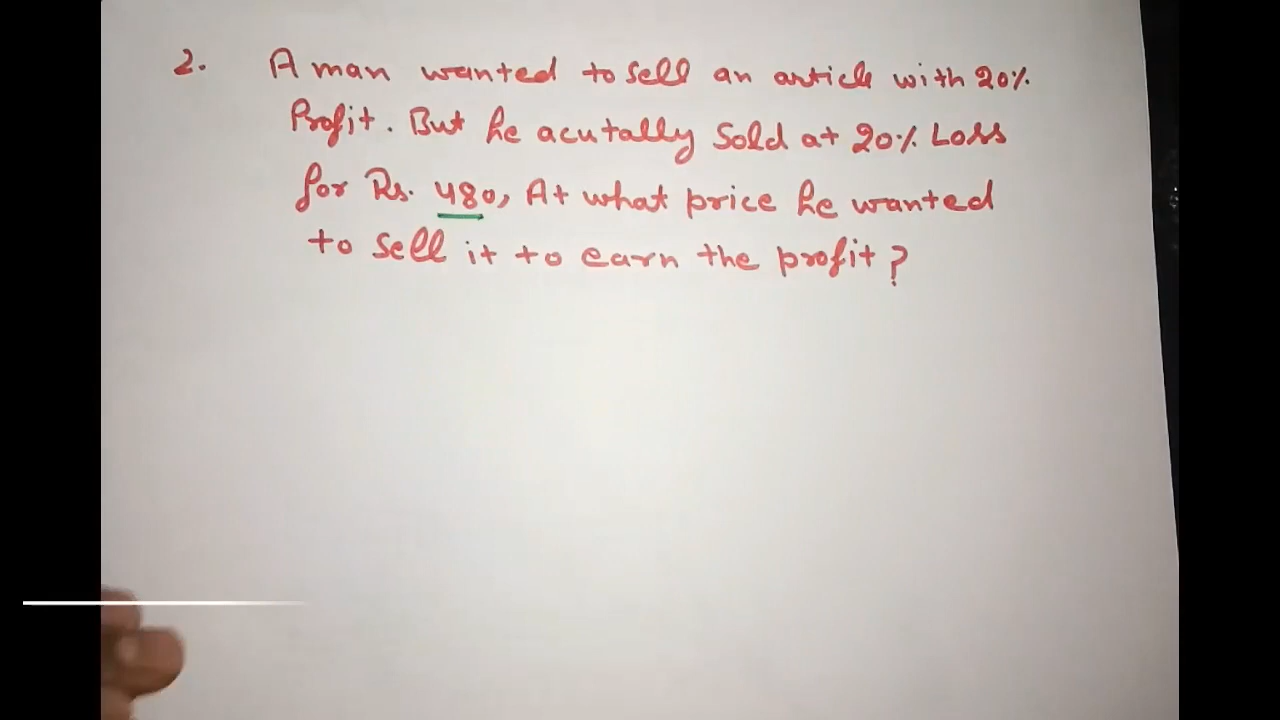 2. A man wanted to sell an article with 20%
Profit. But he acutally Sold at 20% Loss
for Rs. 480, At what price he wanted
to sell it to earn the profit?